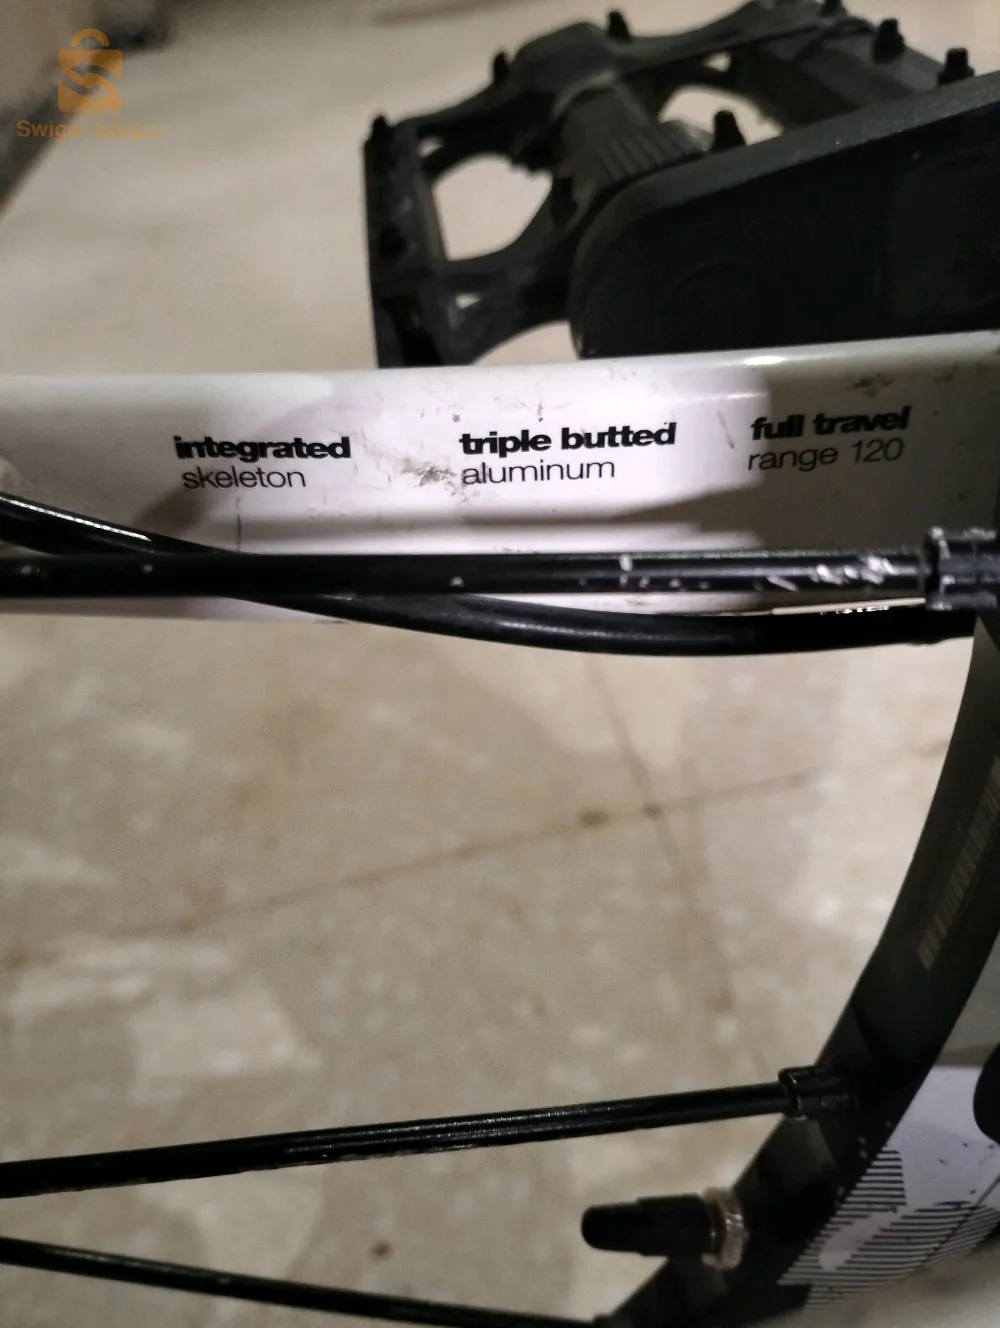 integrated
skeleton
triple butted
aluminum
full travel
range 120